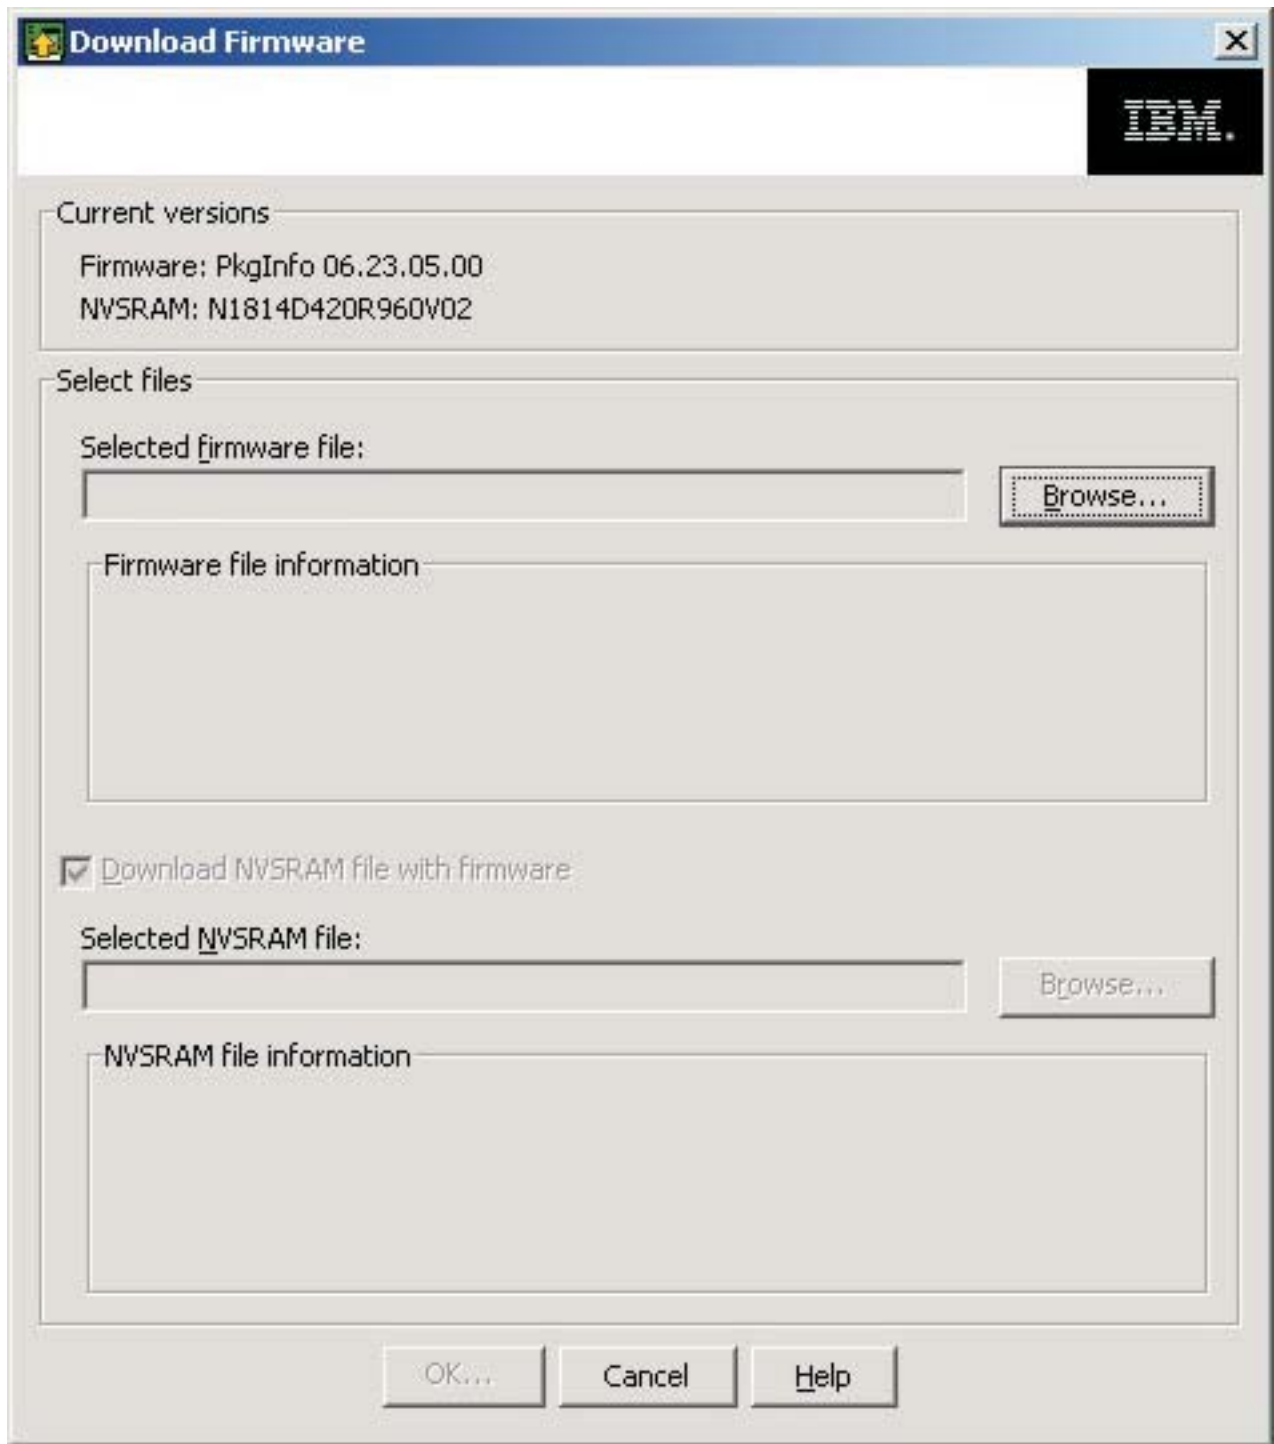 Download Firmware
IBM.
Current versions
Firmware: PkgInfo 06.23.05.00
NVSRAM: N1814D420R960V02
Select files
Selected firmware file:
Browse...
Firmware file information
Download NVSRAM file with firmware
Selected NVSRAM file:
Browse...
NVSRAM file information
OK... Cancel Help